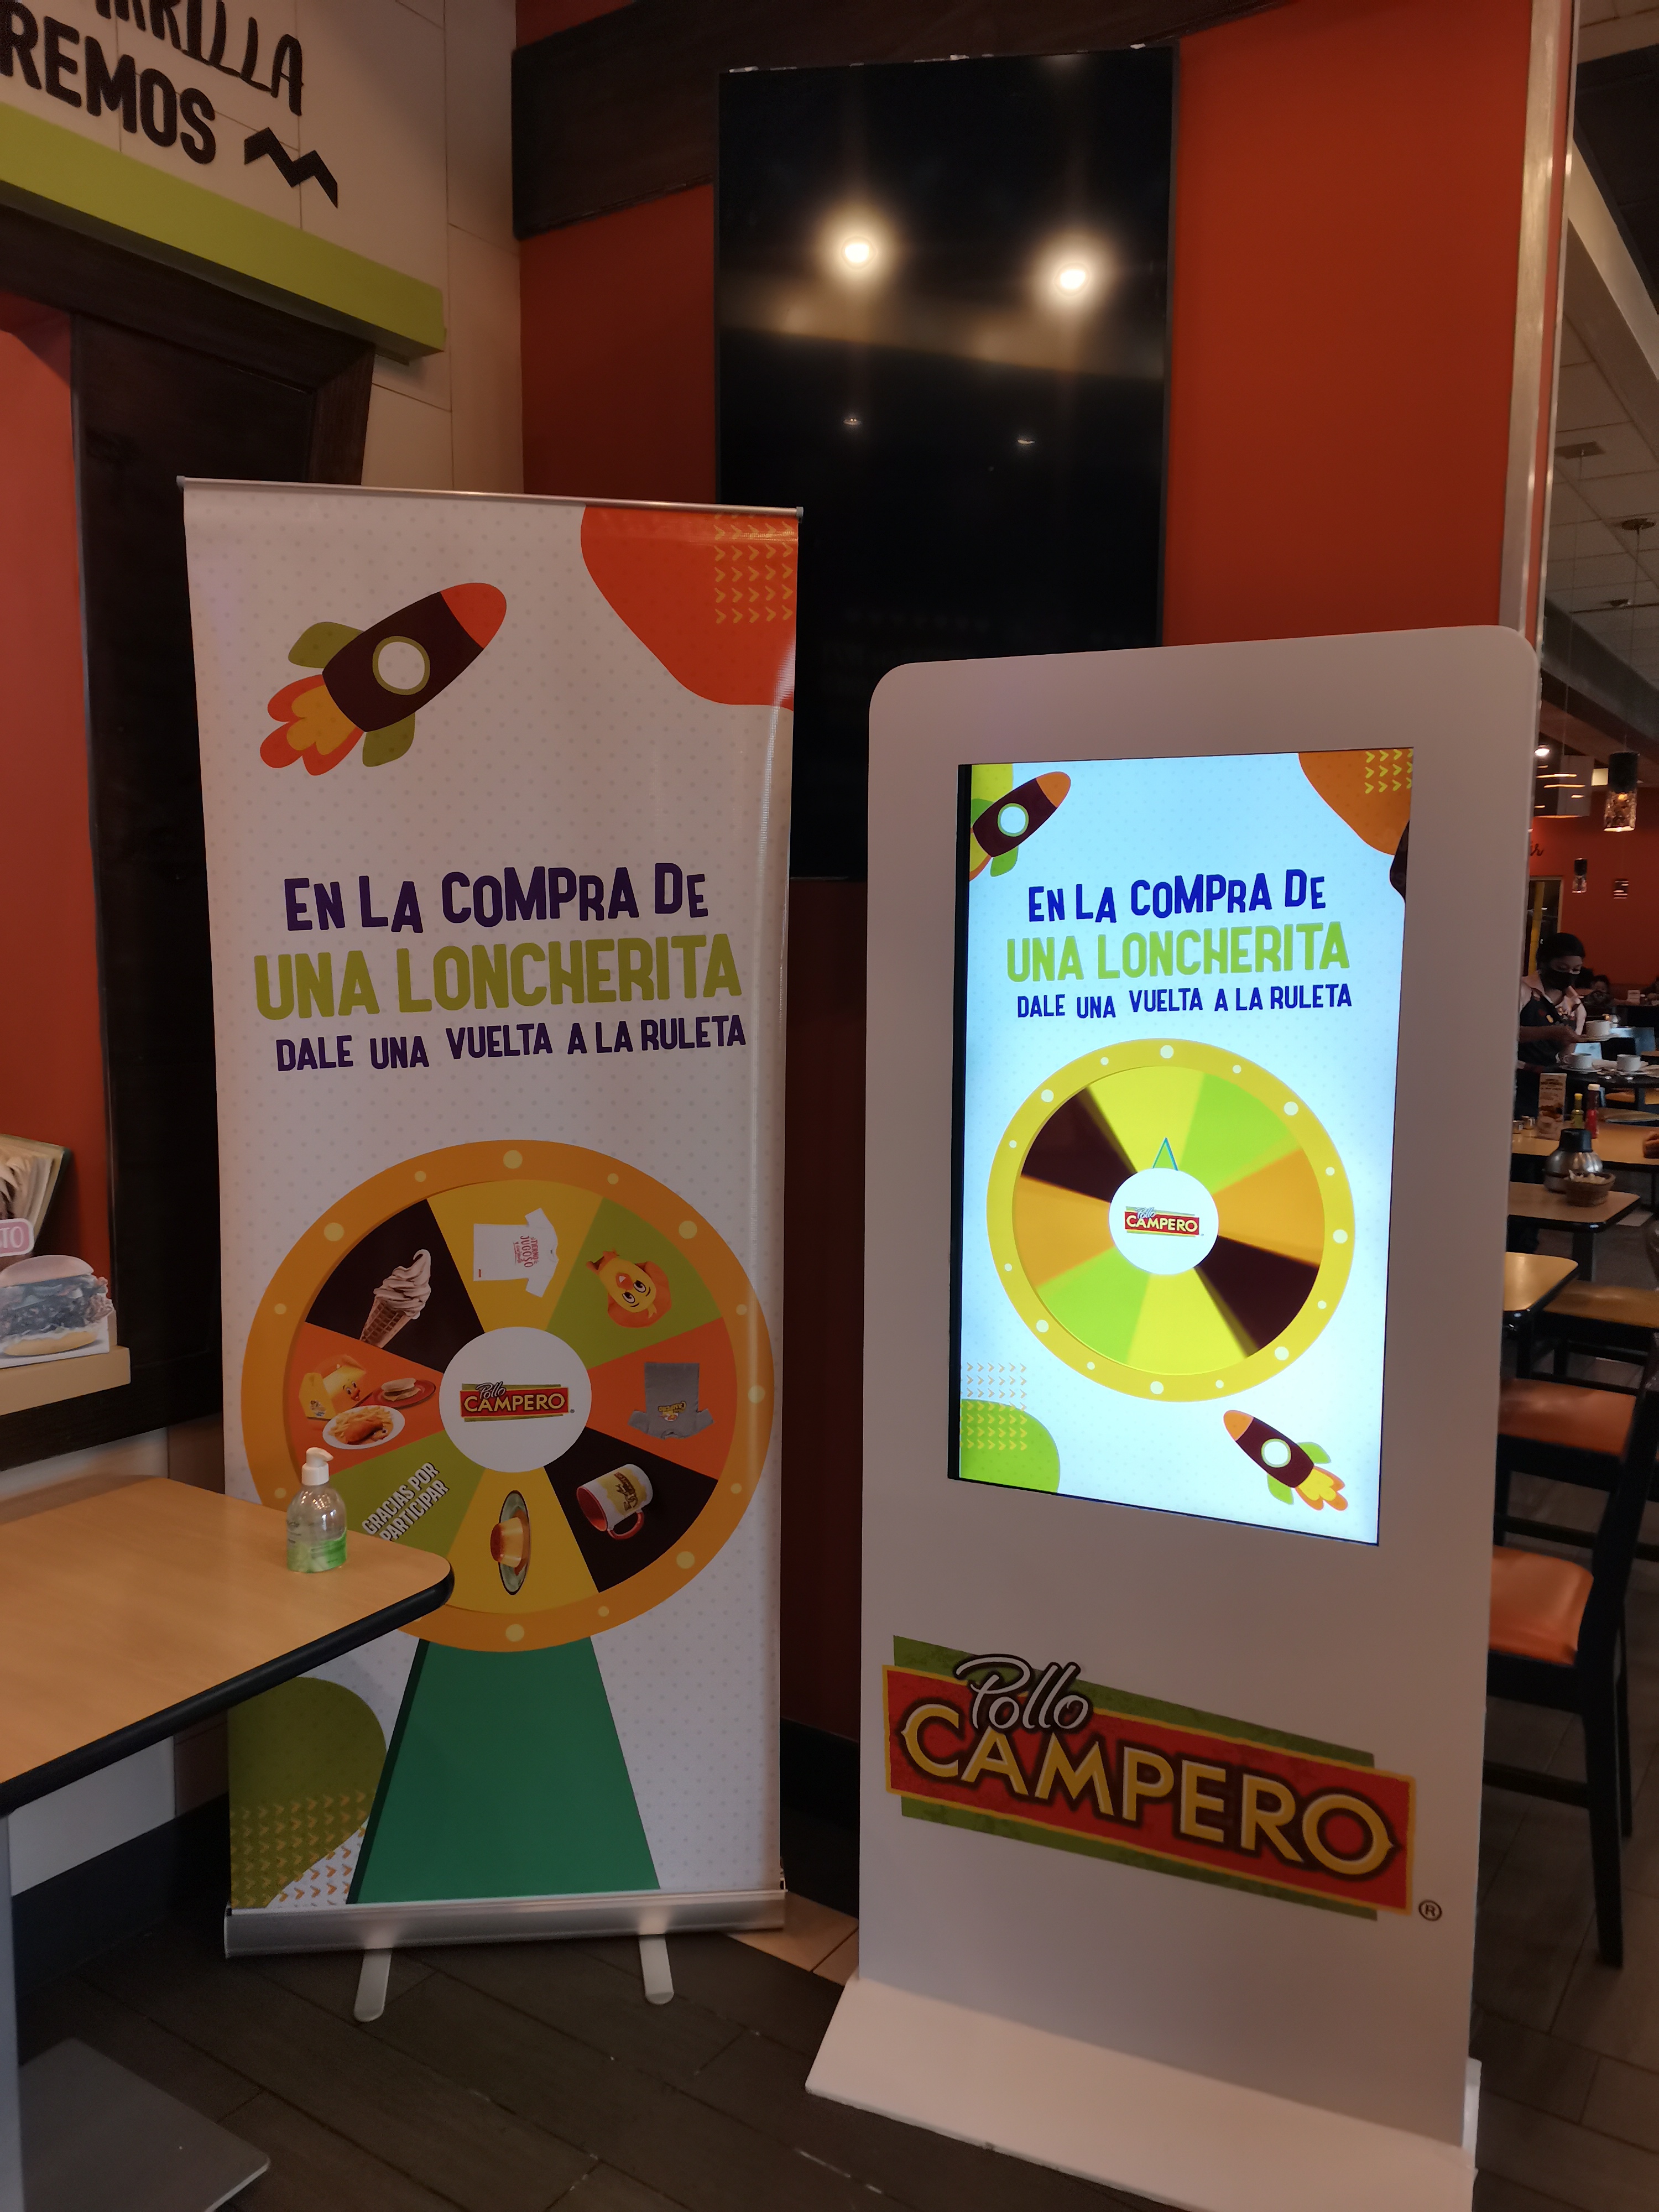 REMOS
EN LA COMPRA DE
UNA LONCHERITA
DALE UNA VUELTA A LA RULETA
JUGOSO
Pollo
CAMPERO
GRACIAS POR
PARTICIPAR
EN LA COMPRA DE
UNA LONCHERITA
DALE UNA VUELTA A LA RULETA
Pollo
CAMPERO
Pollo
CAMPERO
®